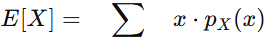 E[X] = ∑ x · p_X(x)